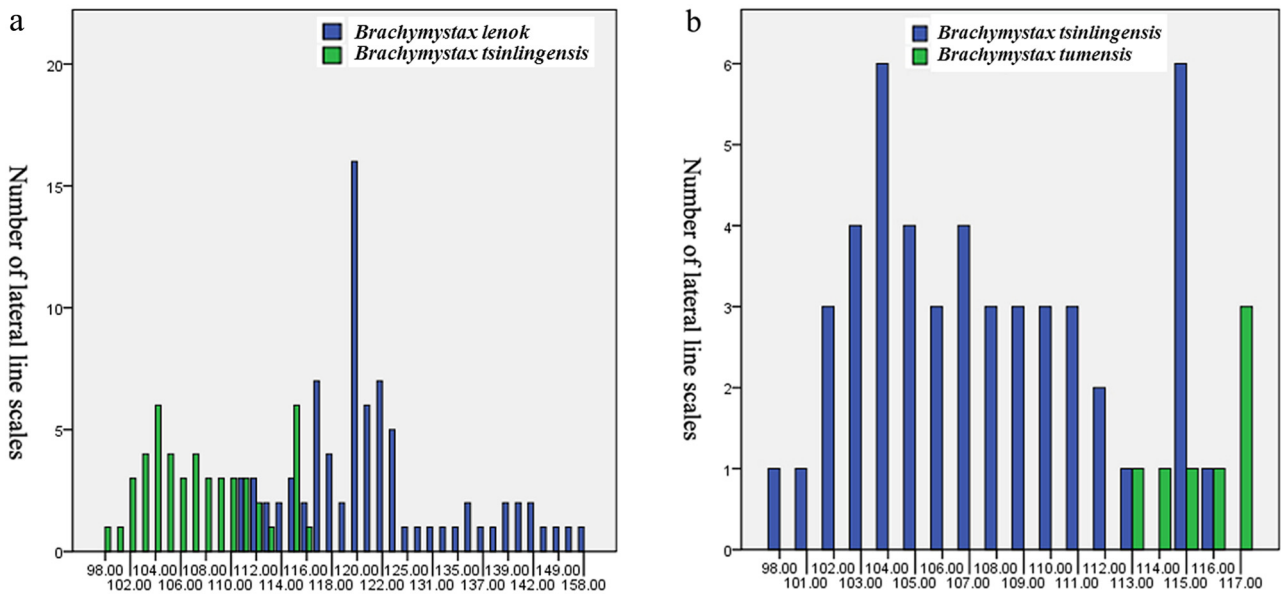 a
Brachymystax lenok
Brachymystax tsinlingensis
Number of lateral line scales
20
15
10
5
0
98.00 104.00 108.00 112.00 116.00 120.00 125.00 135.00 139.00 149.00
102.00 106.00 110.00 114.00 118.00 122.00 131.00 137.00 142.00 158.00
b
Brachymystax tsinlingensis
Brachymystax tumensis
Number of lateral line scales
6
5
4
3
2
1
0
98.00 102.00 104.00 106.00 108.00 110.00 112.00 114.00 116.00
101.00 103.00 105.00 107.00 109.00 111.00 113.00 115.00 117.00